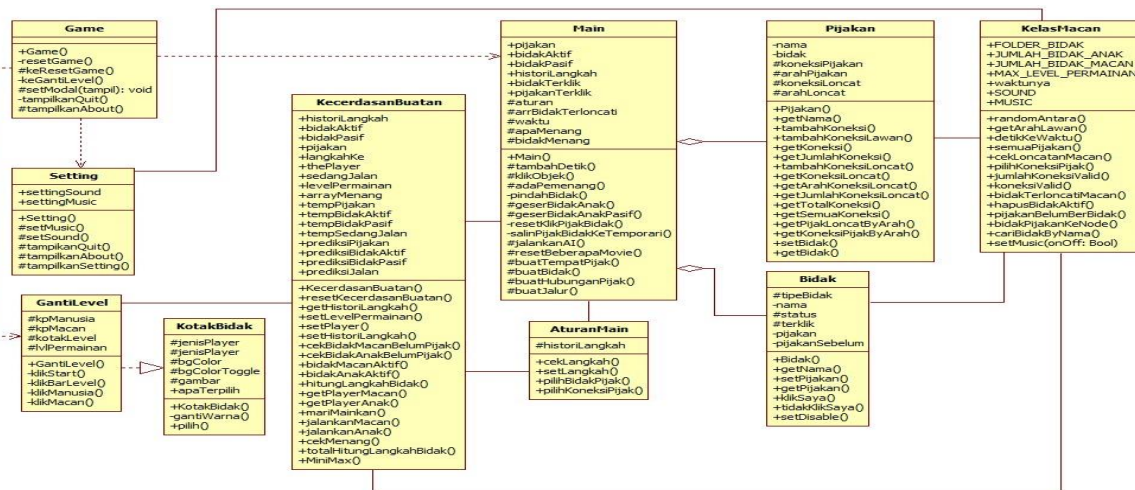 Game
+Game()
-resetGame()
#keResetGame()
-keGantiLevel()
#setModal(tampil): void
-tampilkanQuit()
#tampilkanAbout()
Setting
+settingSound
+settingMusic
+Setting()
#setMusic()
#setSound()
#tampikanQuit()
#tampilkanAbout()
#tampilkanSetting()
GantiLevel
#kpManusia
#kpMacan
#kotakLevel
#lvlPermainan
+GantiLevel()
-klikStart()
-klikBarLevel()
-klikManusia()
-klikMacan()
KotakBidak
#jenisPlayer
#jenisPlayer
#bgColor
#bgColorToggle
#gambar
+apaTerpilih
+KotakBidak()
-gantiWarna()
+pilih()
KecerdasanBuatan
+historiLangkah
+bidakAktif
+bidakPasif
+pijakan
+langkahKe
+thePlayer
+sedangJalan
+levelPermainan
+arrayMenang
+tempPijakan
+tempBidakAktif
+tempBidakPasif
+tempSedangJalan
+prediksiPijakan
+prediksiBidakAktif
+prediksiBidakPasif
+prediksiJalan
+KecerdasanBuatan()
+resetKecerdasanBuatan()
+getHistoriLangkah()
+setLevelPermainan()
+setPlayer()
+setHistoriLangkah()
+cekBidakMacanBelumPijak()
+cekBidakAnakBelumPijak()
+bidakMacanAktif()
+bidakAnakAktif()
+hitungLangkahBidak()
+getPlayerMacan()
+getPlayerAnak()
+mariMainkan()
+jalankanMacan()
+jalankanAnak()
+cekMenang()
+totalHitungLangkahBidak()
+MiniMax()
Main
+pijakan
+bidakAktif
+bidakPasif
+historiLangkah
+bidakTerklik
+pijakanTerklik
#aturan
#arrBidakTerloncati
#waktu
#apaMenang
#bidakMenang
+Main()
#tambahDetik()
#klikObjek()
#adaPemenang()
-pindahBidak()
#geserBidakAnak()
#geserBidakAnakPasif()
-resetKlikPijakBidak()
-salinPijakBidakKeTemporari()
#jalankanAI()
#resetBeberapaMovie()
#buatTempatPijak()
#buatBidak()
#buatHubunganPijak()
#buatJalur()
AturanMain
#historiLangkah
+cekLangkah()
+setLangkah()
+pilihBidakPijak()
+pilihKoneksiPijak()
Pijakan
-nama
-bidak
#koneksiPijakan
#arahPijakan
#koneksiLoncat
#arahLoncat
+Pijakan()
+getNama()
+tambahKoneksi()
+tambahKoneksiLawan()
+getKoneksi()
+getJumlahKoneksi()
+tambahKoneksiLoncat()
+getKoneksiLoncat()
+getArahKoneksiLoncat()
+getJumlahKoneksiLoncat()
+getTotalKoneksi()
+getSemuaKoneksi()
+getPijakLoncatByArah()
+getKoneksiPijakByArah()
+setBidak()
+getBidak()
Bidak
#tipeBidak
-nama
#status
#terklik
-pijakan
-pijakanSebelum
+Bidak()
+getNama()
+setPijakan()
+getPijakan()
+klikSaya()
+tidakKlikSaya()
+setDisable()
KelasMacan
+FOLDER_BIDAK
+JUMLAH_BIDAK_ANAK
+JUMLAH_BIDAK_MACAN
+MAX_LEVEL_PERMAINAN
+waktunya
+SOUND
+MUSIC
+randomAntara()
+getArahLawan()
+detikKeWaktu()
+semuaPijakan()
+cekLoncatanMacan()
+pilihKoneksiPijak()
+jumlahKoneksiValid()
+koneksiValid()
+bidakTerloncatiMacan()
+hapusBidakAktif()
+pijakanBelumBerBidak()
+bidakPijakanKeNode()
+cariBidakByNama()
+setMusic(onOff: Bool)